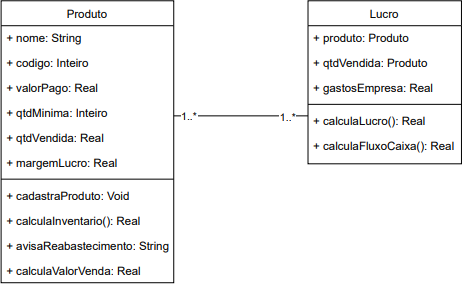 Produto
+ nome: String
+ codigo: Inteiro
+ valorPago: Real
+ qtdMinima: Inteiro
+ qtdVendida: Real
+ margemLucro: Real
+ cadastraProduto: Void
+ calculaInventario(): Real
+ avisaReabastecimento: String
+ calculaValorVenda: Real
1..*
1..*
Lucro
+ produto: Produto
+ qtdVendida: Produto
+ gastosEmpresa: Real
+ calculaLucro(): Real
+ calculaFluxoCaixa(): Real